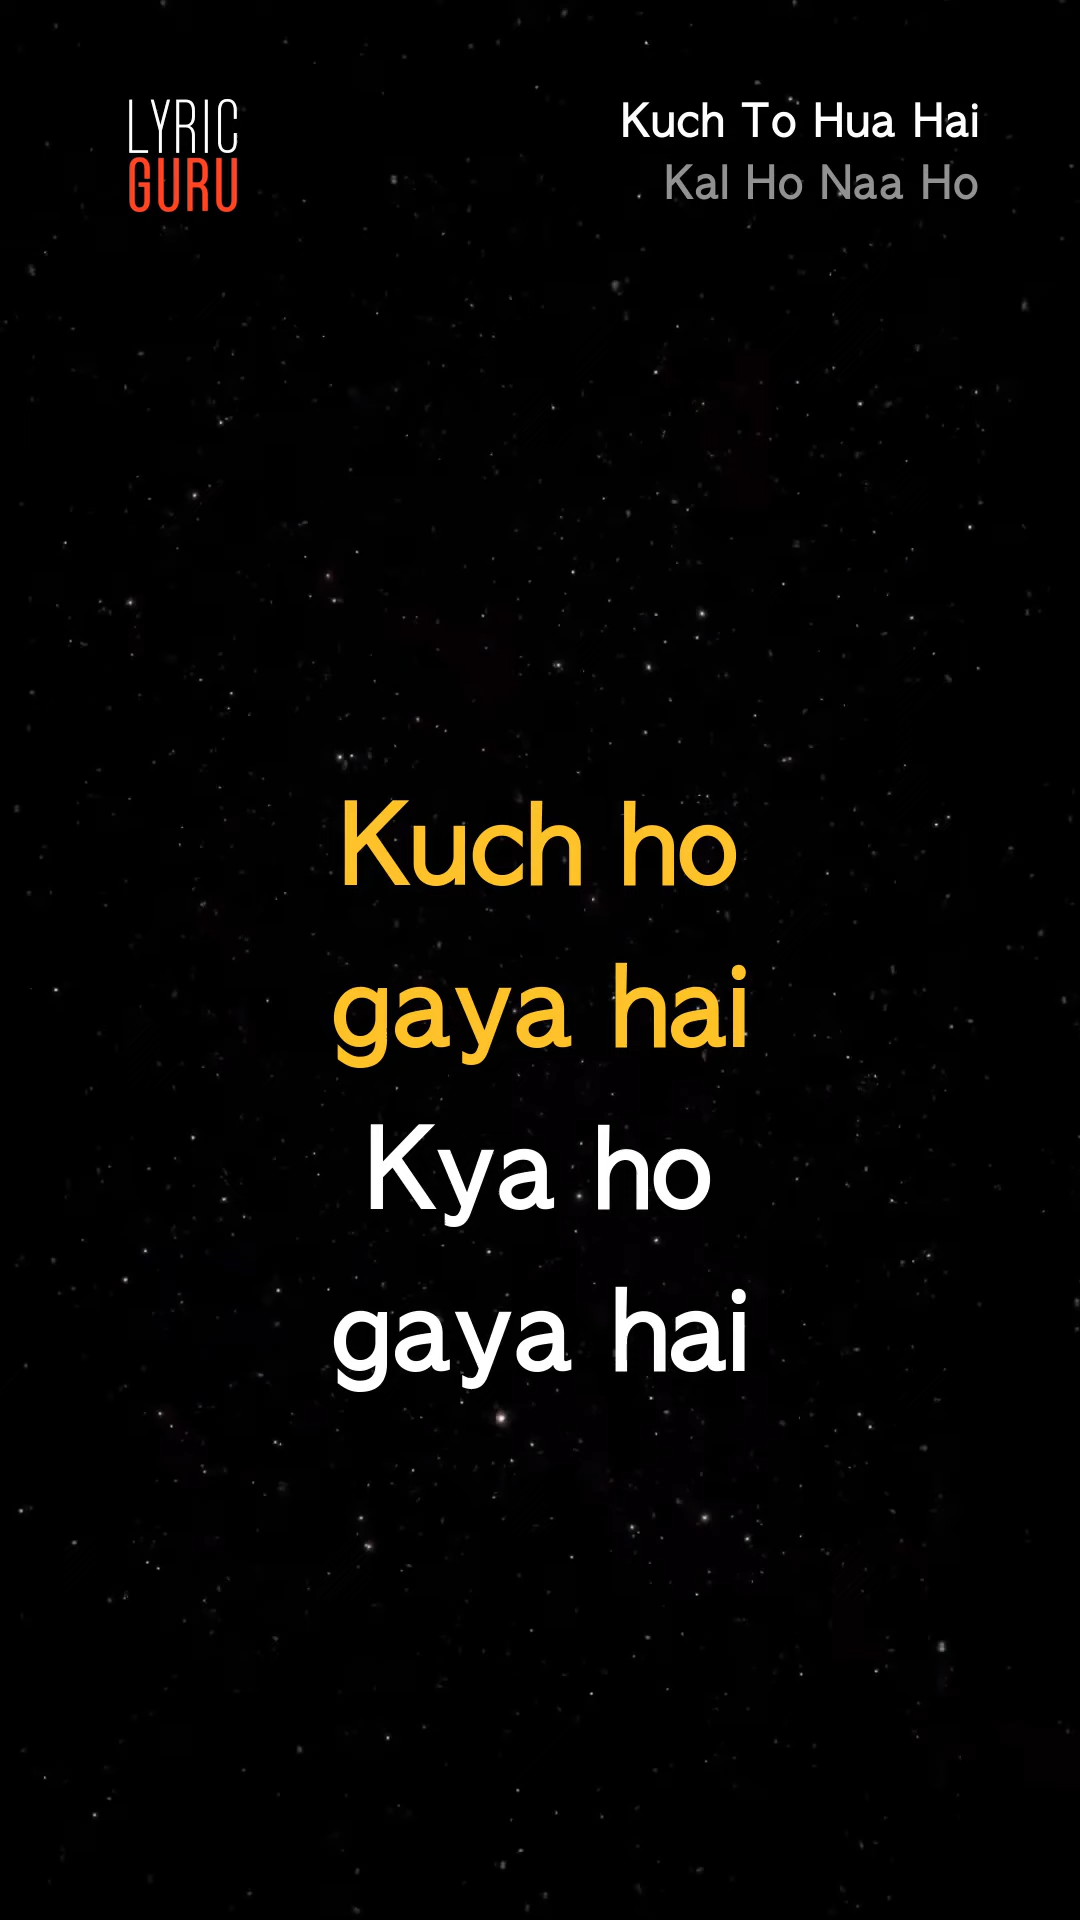 LYRIC
GURU
Kuch To Hua Hai
Kal Ho Naa Ho
Kuch ho
gaya hai
Kya ho
gaya hai